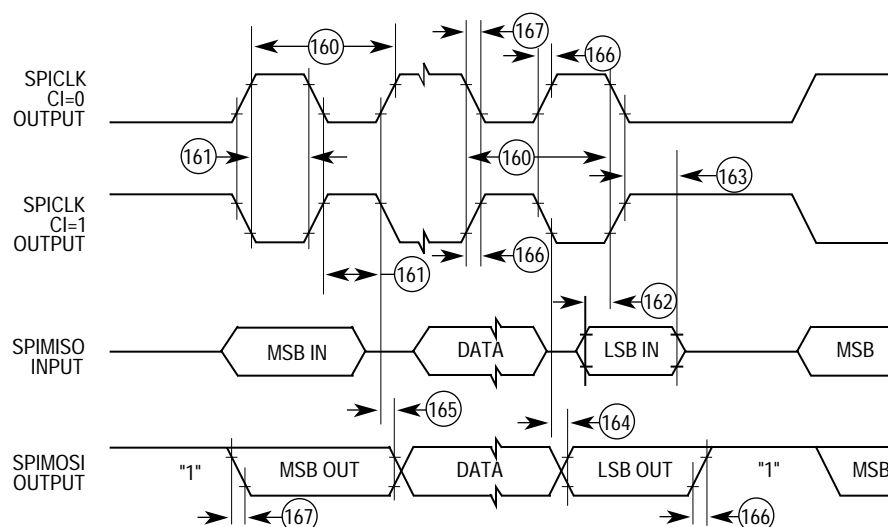 167
160
166
SPICLK
CI=0
OUTPUT
161
160
163
SPICLK
CI=1
OUTPUT
161
166
162
SPIMISO
INPUT
MSB IN
DATA
LSB IN
MSB
165
164
SPIMOSI
OUTPUT
"1"
MSB OUT
DATA
LSB OUT
"1"
MSB
167
166